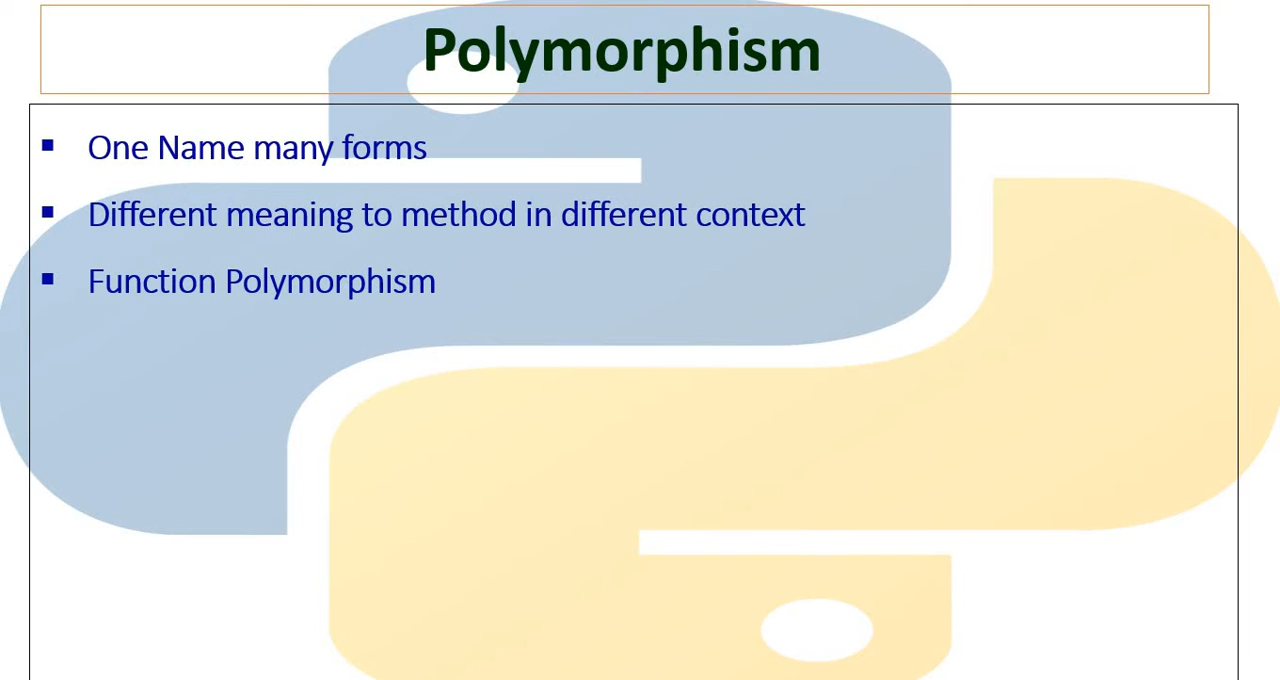 Polymorphism
▪ One Name many forms
▪ Different meaning to method in different context
▪ Function Polymorphism